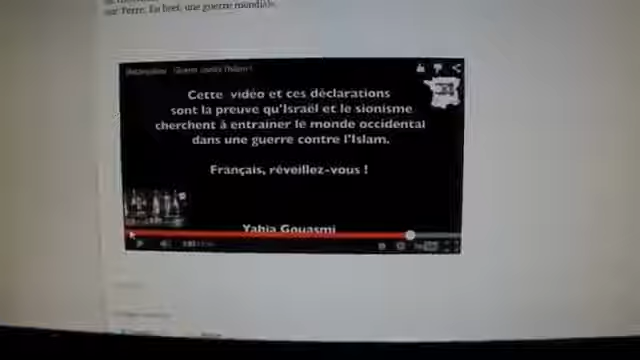 sur Terre. En bref, une guerre mondiale.
Cette vidéo et ces déclarations
sont la preuve qu'Israël et le sionisme
cherchent à entrainer le monde occidental
dans une guerre contre l'Islam.
Français, réveillez-vous !
Yahia Gouasmi